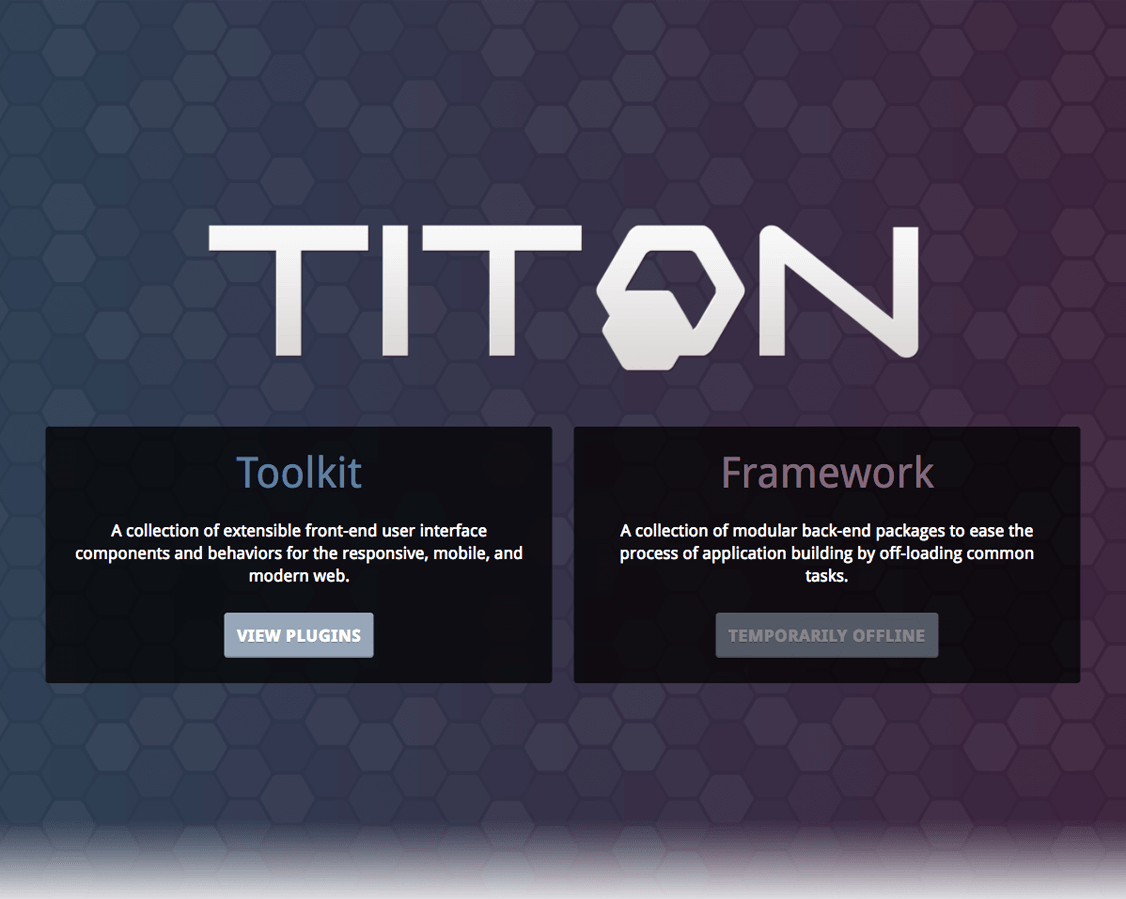 TITON
Toolkit
A collection of extensible front-end user interface
components and behaviors for the responsive, mobile, and
modern web.
VIEW PLUGINS
Framework
A collection of modular back-end packages to ease the
process of application building by off-loading common
tasks.
TEMPORARILY OFFLINE